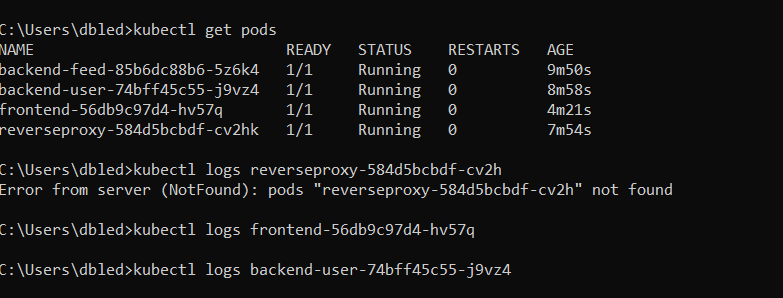 C:\Users\dbled>kubectl get pods
NAME READY STATUS RESTARTS AGE
backend-feed-85b6dc88b6-5z6k4 1/1 Running 0 9m50s
backend-user-74bff45c55-j9vz4 1/1 Running 0 8m58s
frontend-56db9c97d4-hv57q 1/1 Running 0 4m21s
reverseproxy-584d5bcbdf-cv2hk 1/1 Running 0 7m54s
C:\Users\dbled>kubectl logs reverseproxy-584d5bcbdf-cv2h
Error from server (NotFound): pods "reverseproxy-584d5bcbdf-cv2h" not found
C:\Users\dbled>kubectl logs frontend-56db9c97d4-hv57q
C:\Users\dbled>kubectl logs backend-user-74bff45c55-j9vz4